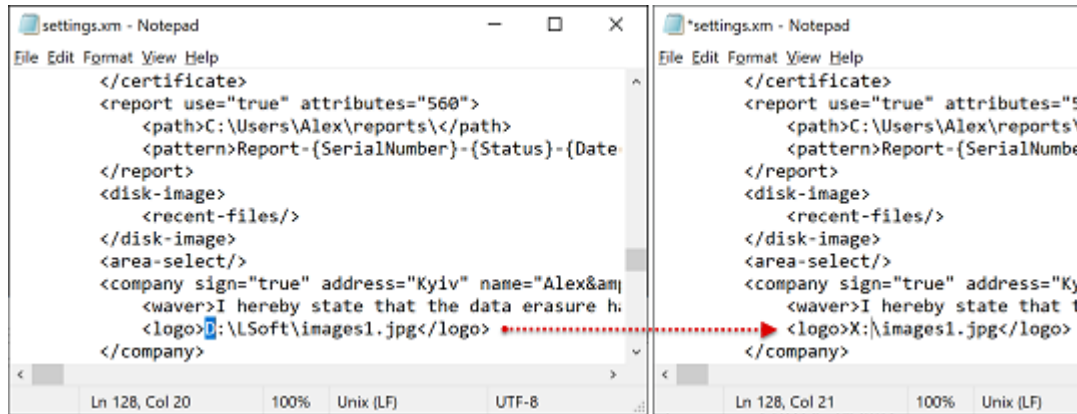 settings.xm - Notepad
File Edit Format View Help
</certificate>
<report use="true" attributes="560">
<path>C:\Users\Alex\reports\</path>
<pattern>Report-{SerialNumber}-{Status}-{Date
</report>
<disk-image>
<recent-files/>
</disk-image>
<area-select/>
<company sign="true" address="Kyiv" name="Alex&am
<waver>I hereby state that the data erasure h
<logo>D:\LSoft\images1.jpg</logo>
</company>
Ln 128, Col 20 100% Unix (LF) UTF-8
*settings.xm - Notepad
File Edit Format View Help
</certificate>
<report use="true" attributes="5
<path>C:\Users\Alex\reports\
<pattern>Report-{SerialNumbe
</report>
<disk-image>
<recent-files/>
</disk-image>
<area-select/>
<company sign="true" address="Ky
<waver>I hereby state that t
<logo>X:\images1.jpg</logo>
</company>
Ln 128, Col 21 100% Unix (LF)